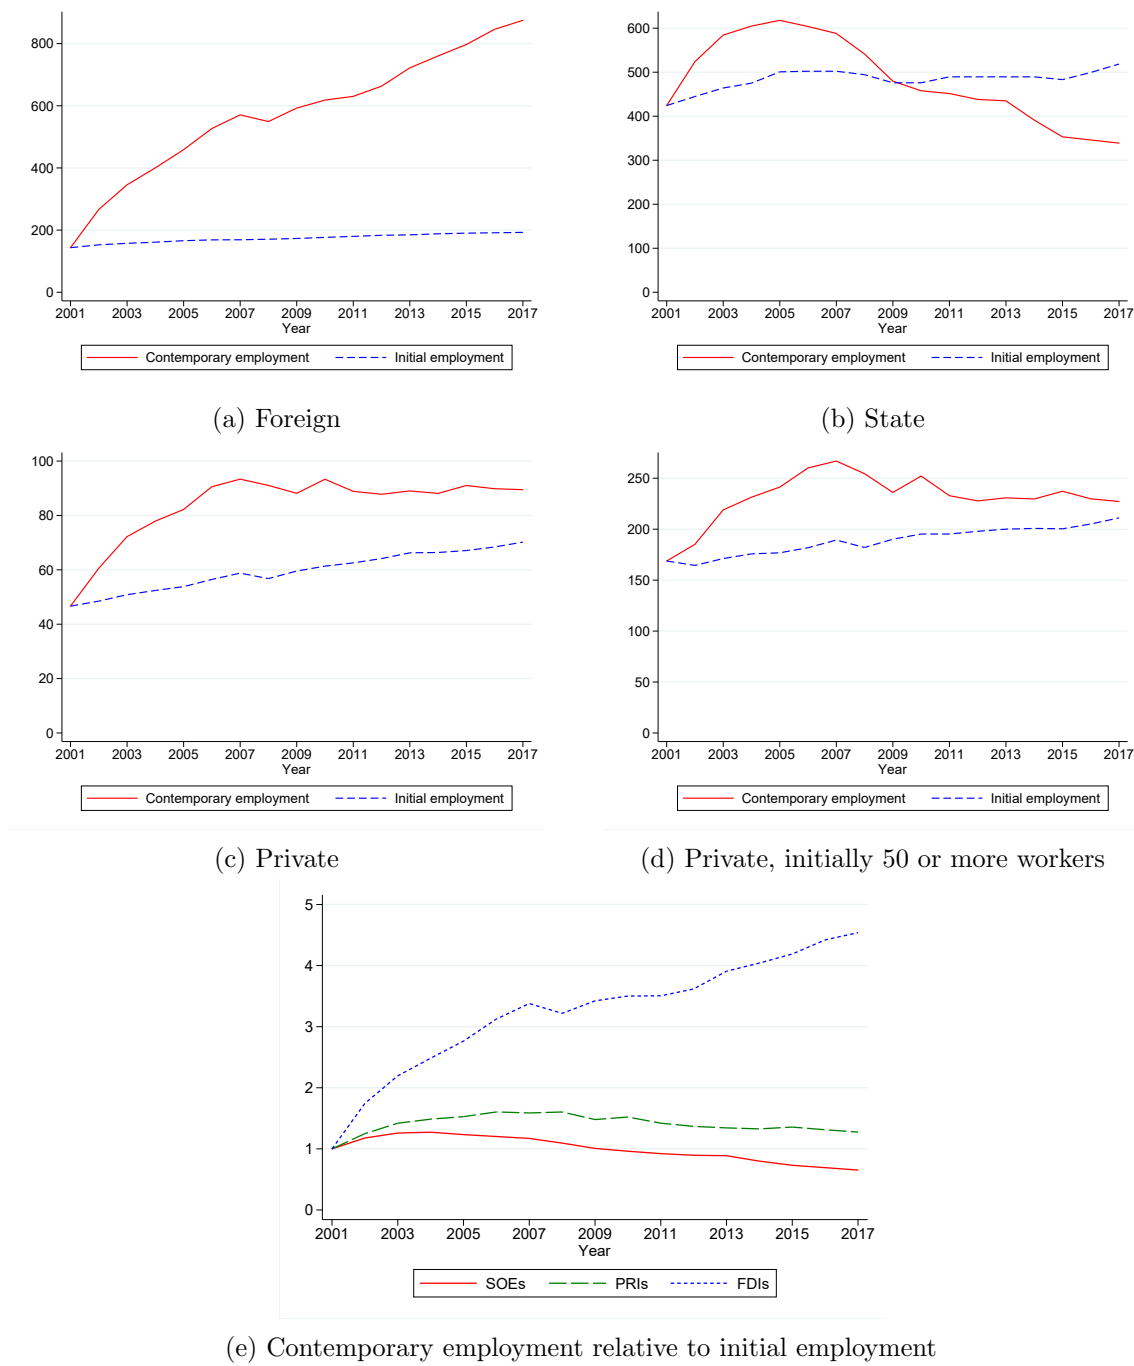 800
600
400
200
0
2001 2003 2005 2007 2009 2011 2013 2015 2017
Year
Contemporary employment Initial employment
(a) Foreign
600
500
400
300
200
100
0
2001 2003 2005 2007 2009 2011 2013 2015 2017
Year
Contemporary employment Initial employment
(b) State
100
80
60
40
20
0
2001 2003 2005 2007 2009 2011 2013 2015 2017
Year
Contemporary employment Initial employment
(c) Private
250
200
150
100
50
0
2001 2003 2005 2007 2009 2011 2013 2015 2017
Year
Contemporary employment Initial employment
(d) Private, initially 50 or more workers
5
4
3
2
1
0
2001 2003 2005 2007 2009 2011 2013 2015 2017
Year
SOEs PRIs FDIs
(e) Contemporary employment relative to initial employment